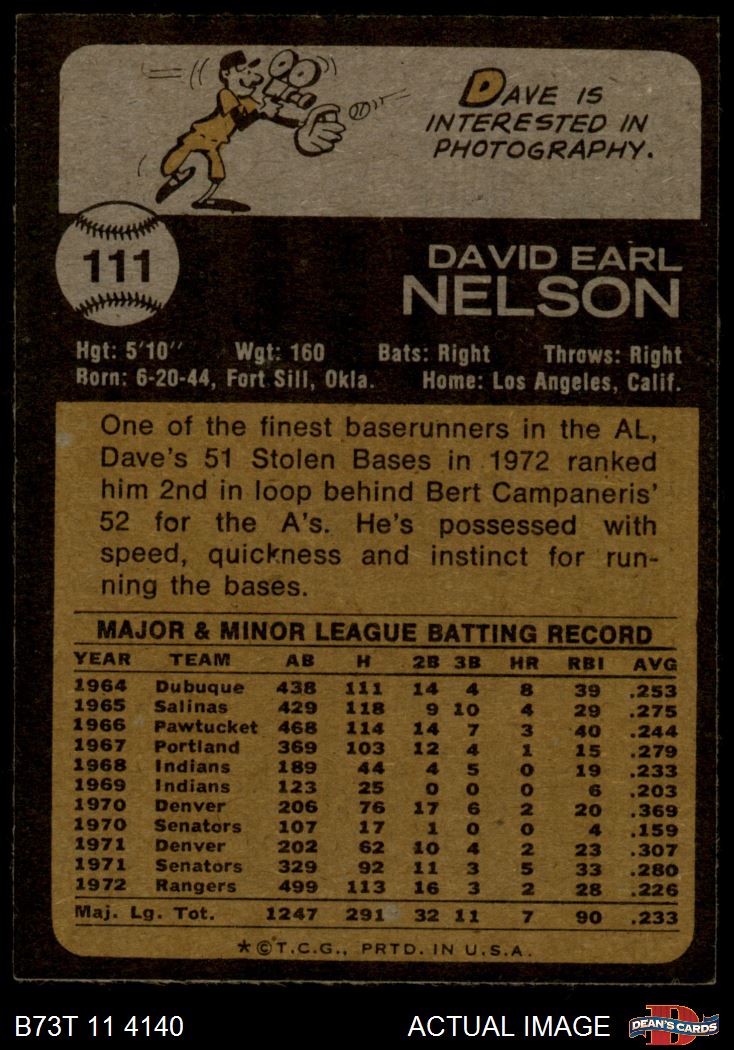 DAVE IS
INTERESTED IN
PHOTOGRAPHY.
111
DAVID EARL
NELSON
Hgt: 5'10" Wgt: 160 Bats: Right Throws: Right
Born: 6-20-44, Fort Sill, Okla. Home: Los Angeles, Calif.
One of the finest baserunners in the AL,
Dave's 51 Stolen Bases in 1972 ranked
him 2nd in loop behind Bert Campaneris'
52 for the A's. He's possessed with
speed, quickness and instinct for run-
ning the bases.
MAJOR & MINOR LEAGUE BATTING RECORD
YEAR TEAM AB H 2B 3B HR RBI AVG
1964 Dubuque 438 111 14 4 8 39 .253
1965 Salinas 429 118 9 10 4 29 .275
1966 Pawtucket 468 114 14 7 3 40 .244
1967 Portland 369 103 12 4 1 15 .279
1968 Indians 189 44 4 5 0 19 .233
1969 Indians 123 25 0 0 0 6 .203
1970 Denver 206 76 17 6 2 20 .369
1970 Senators 107 17 1 0 0 4 .159
1971 Denver 202 62 10 4 2 23 .307
1971 Senators 329 92 11 3 5 33 .280
1972 Rangers 499 113 16 3 2 28 .226
Maj. Lg. Tot. 1247 291 32 11 7 90 .233
*©T.C.G., PRTD. IN U.S.A.
B73T 11 4140 ACTUAL IMAGE DEAN'S CARDS